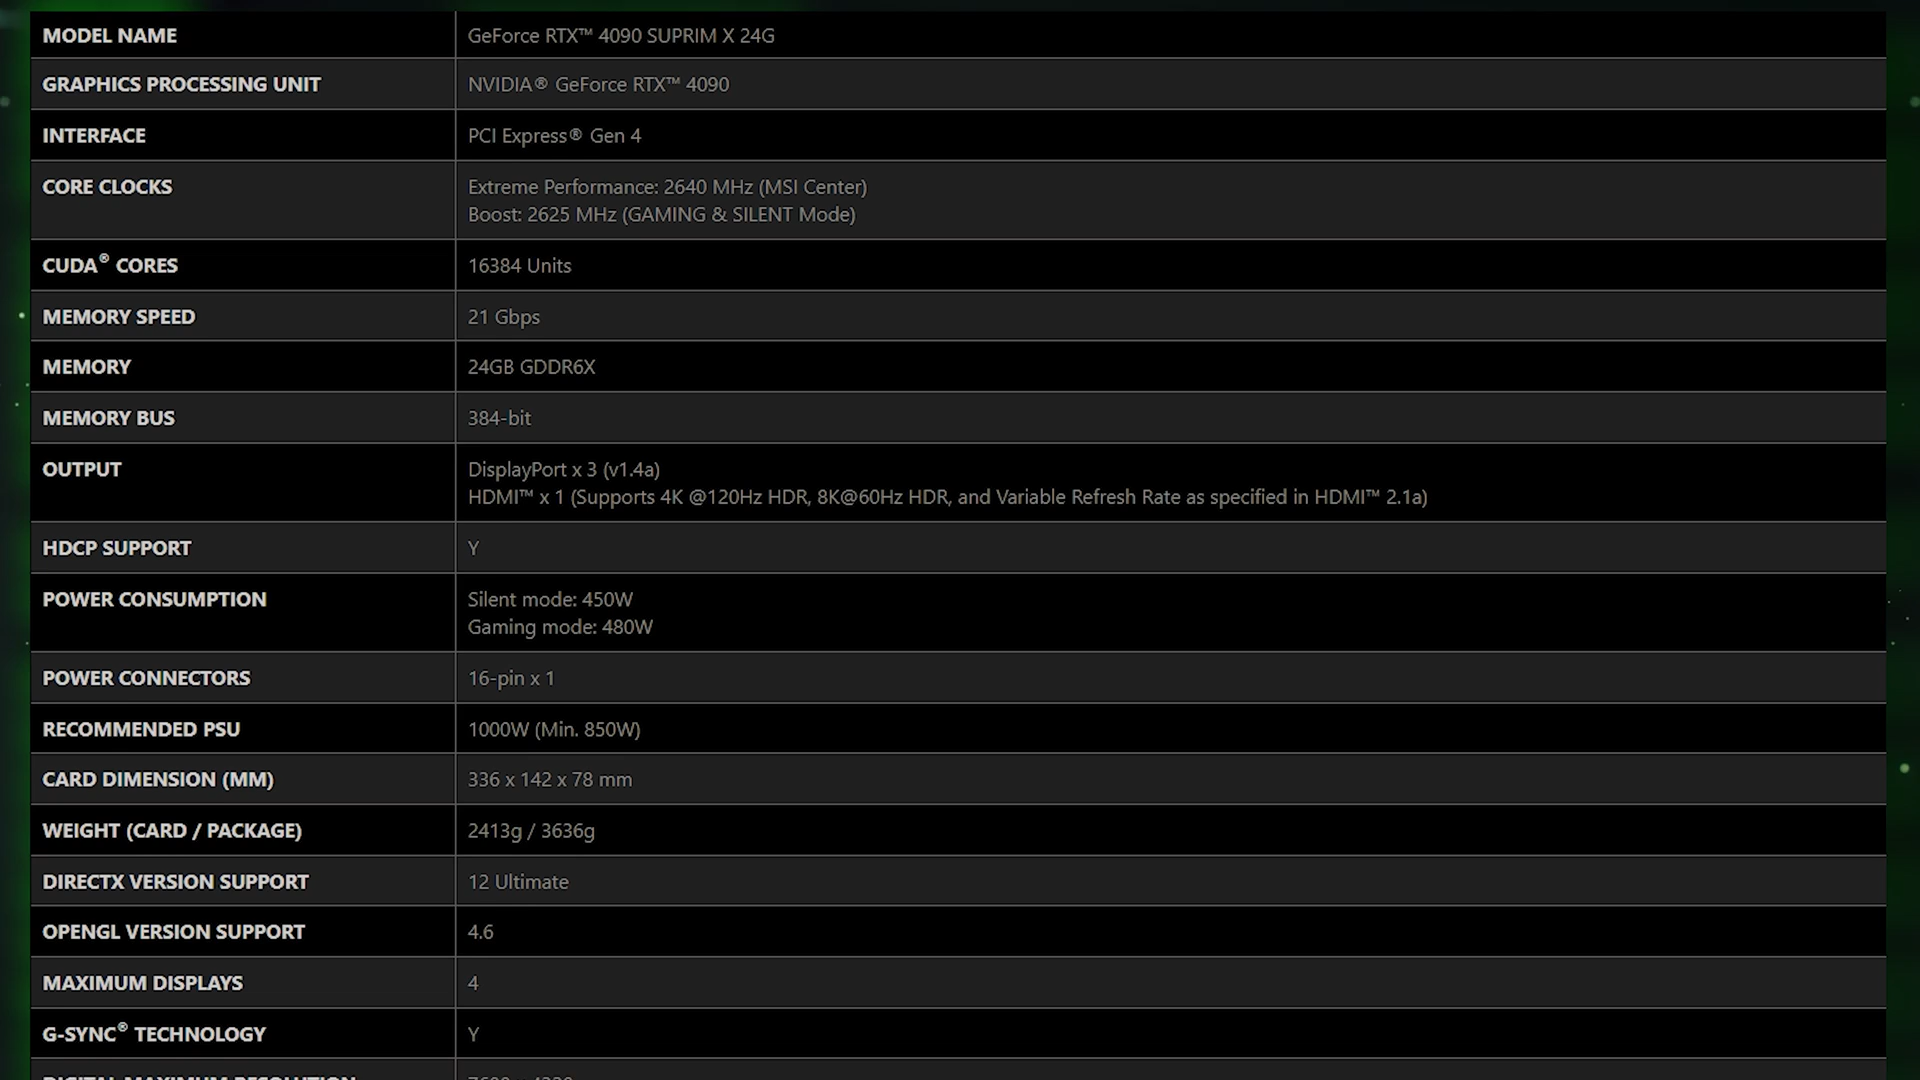 MODEL NAME GeForce RTX™ 4090 SUPRIM X 24G
GRAPHICS PROCESSING UNIT NVIDIA® GeForce RTX™ 4090
INTERFACE PCI Express® Gen 4
CORE CLOCKS Extreme Performance: 2640 MHz (MSI Center)
Boost: 2625 MHz (GAMING & SILENT Mode)
CUDA® CORES 16384 Units
MEMORY SPEED 21 Gbps
MEMORY 24GB GDDR6X
MEMORY BUS 384-bit
OUTPUT DisplayPort x 3 (v1.4a)
HDMI™ x 1 (Supports 4K @120Hz HDR, 8K@60Hz HDR, and Variable Refresh Rate as specified in HDMI™ 2.1a)
HDCP SUPPORT Y
POWER CONSUMPTION Silent mode: 450W
Gaming mode: 480W
POWER CONNECTORS 16-pin x 1
RECOMMENDED PSU 1000W (Min. 850W)
CARD DIMENSION (MM) 336 x 142 x 78 mm
WEIGHT (CARD / PACKAGE) 2413g / 3636g
DIRECTX VERSION SUPPORT 12 Ultimate
OPENGL VERSION SUPPORT 4.6
MAXIMUM DISPLAYS 4
G-SYNC® TECHNOLOGY Y
DIGITAL MAXIMUM RESOLUTION